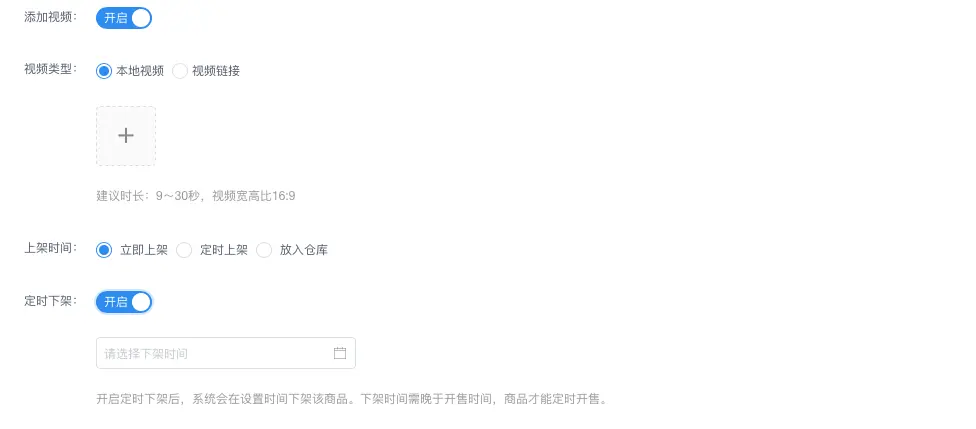 添加视频： 开启
视频类型： 本地视频 视频链接
建议时长：9～30秒，视频宽高比16:9
上架时间： 立即上架 定时上架 放入仓库
定时下架： 开启
请选择下架时间
开启定时下架后，系统会在设置时间下架该商品。下架时间需晚于开售时间，商品才能定时开售。